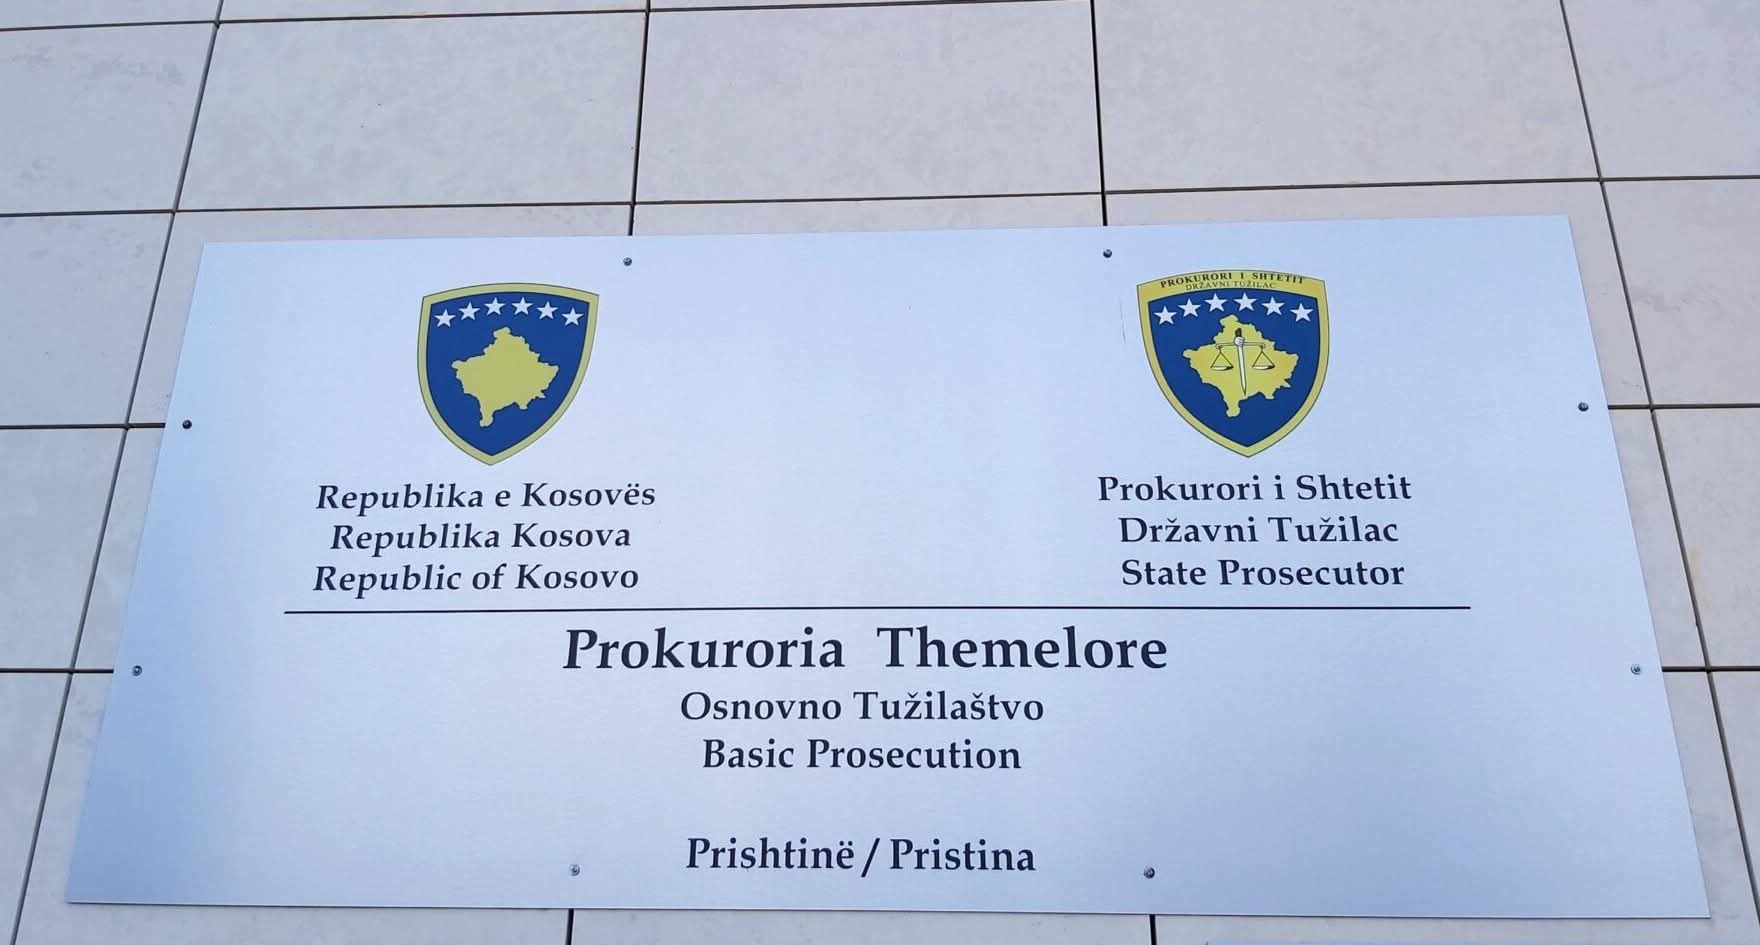 Republika e Kosovës
Republika Kosova
Republic of Kosovo
PROKURORI I SHTETIT
DRŽAVNI TUŽILAC
Prokurori i Shtetit
Državni Tužilac
State Prosecutor
Prokuroria Themelore
Osnovno Tužilaštvo
Basic Prosecution
Prishtinë / Pristina